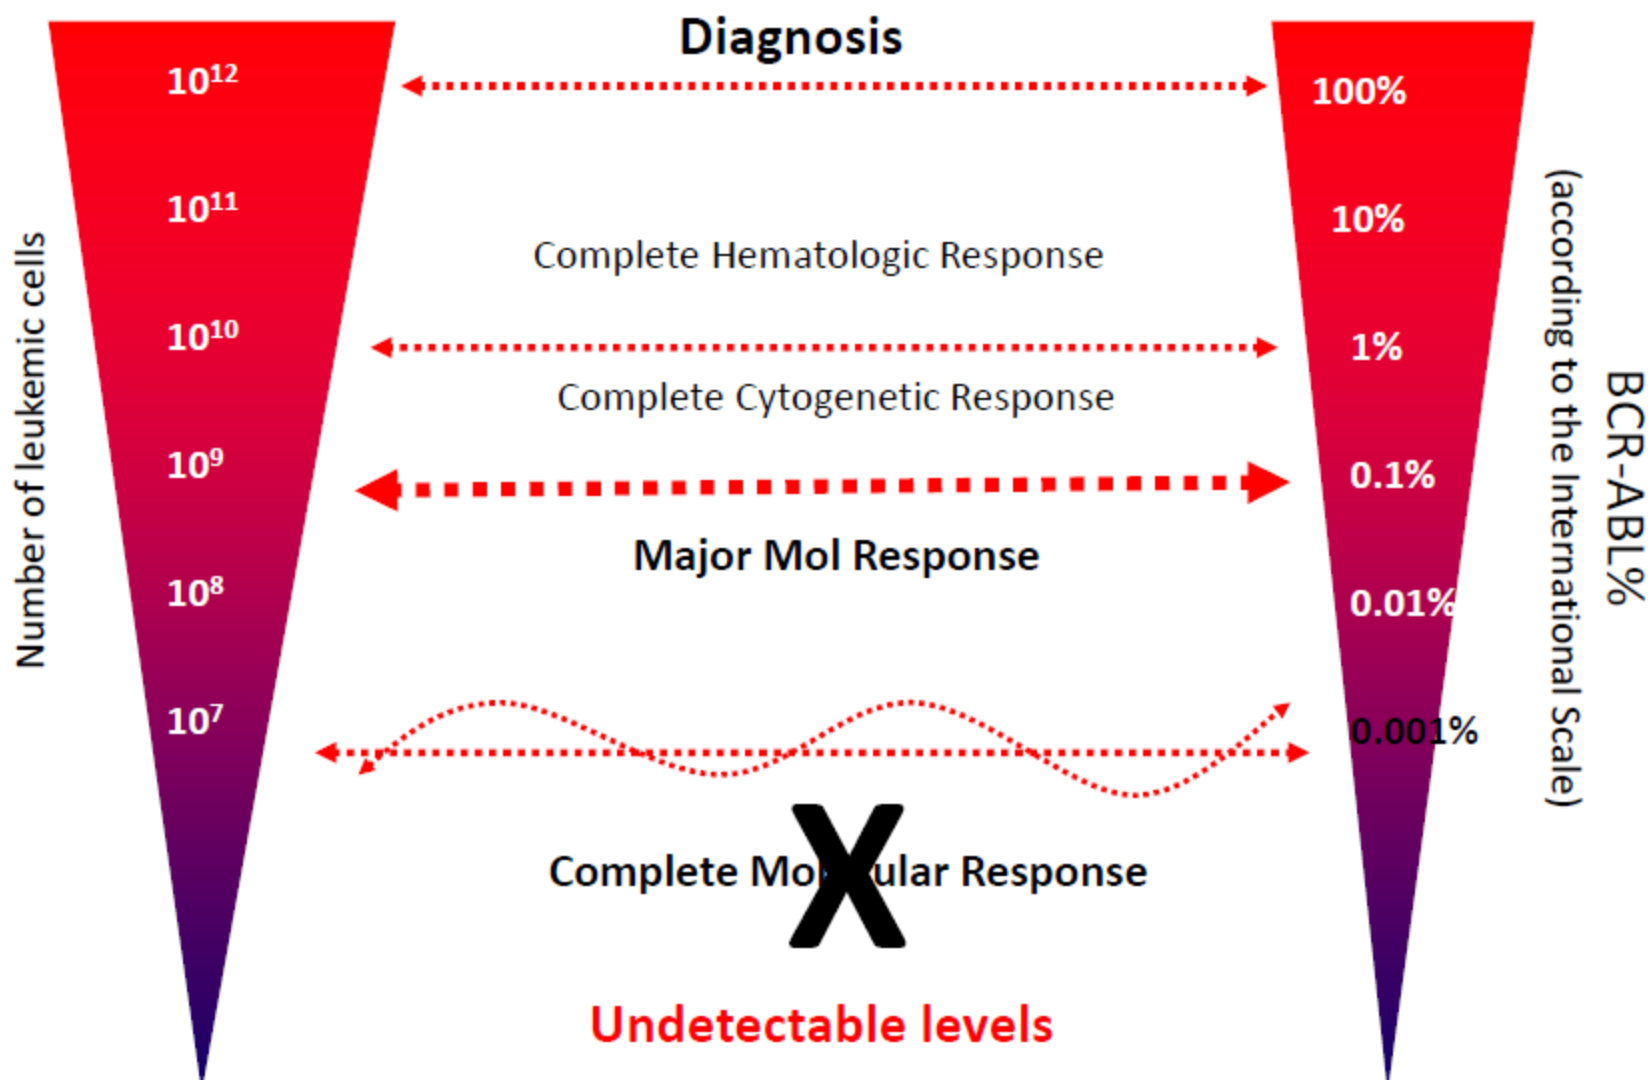 Diagnosis
10¹²
100%
10¹¹
10%
Complete Hematologic Response
10¹⁰
1%
Complete Cytogenetic Response
10⁹
0.1%
Major Mol Response
10⁸
0.01%
10⁷
0.001%
X
Complete Molecular Response
Undetectable levels
Number of leukemic cells
(according to the International Scale)
BCR-ABL%